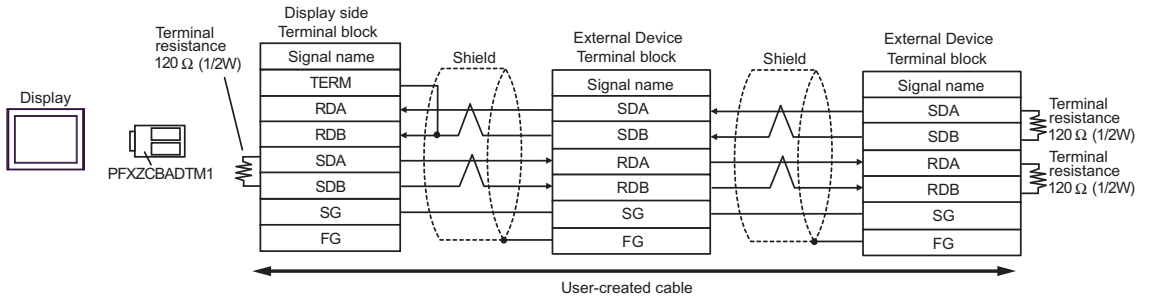 Display
PFXZCBADTM1
Terminal
resistance
120 Ω (1/2W)
Display side
Terminal block
Signal name
TERM
RDA
RDB
SDA
SDB
SG
FG
Shield
External Device
Terminal block
Signal name
SDA
SDB
RDA
RDB
SG
FG
Shield
External Device
Terminal block
Signal name
SDA
SDB
RDA
RDB
SG
FG
Terminal
resistance
120 Ω (1/2W)
Terminal
resistance
120 Ω (1/2W)
User-created cable